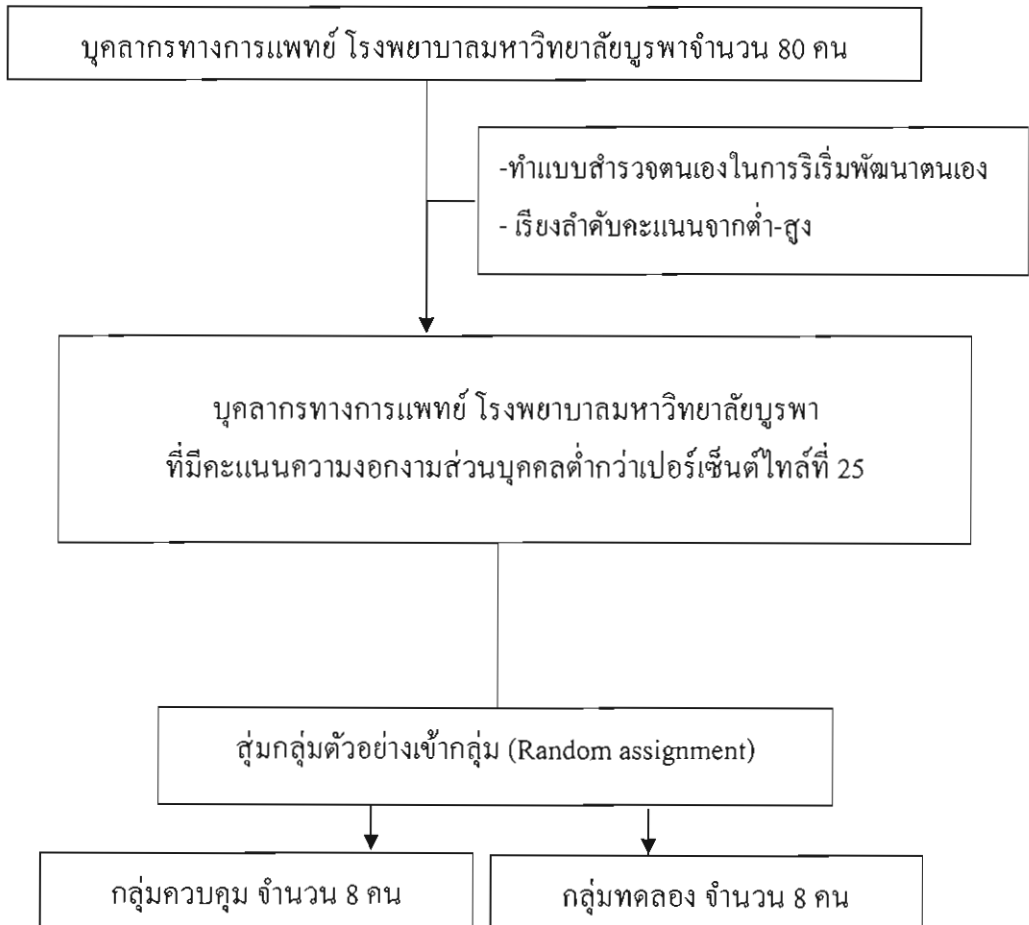 บุคลากรทางการแพทย์ โรงพยาบาลมหาวิทยาลัยบูรพาจำนวน 80 คน
-ทำแบบสำรวจตนเองในการริเริ่มพัฒนาตนเอง
- เรียงลำดับคะแนนจากต่ำ-สูง
บุคลากรทางการแพทย์ โรงพยาบาลมหาวิทยาลัยบูรพา
ที่มีคะแนนความงอกงามส่วนบุคคลต่ำกว่าเปอร์เซ็นต์ไทล์ที่ 25
สุ่มกลุ่มตัวอย่างเข้ากลุ่ม (Random assignment)
กลุ่มควบคุม จำนวน 8 คน
กลุ่มทดลอง จำนวน 8 คน